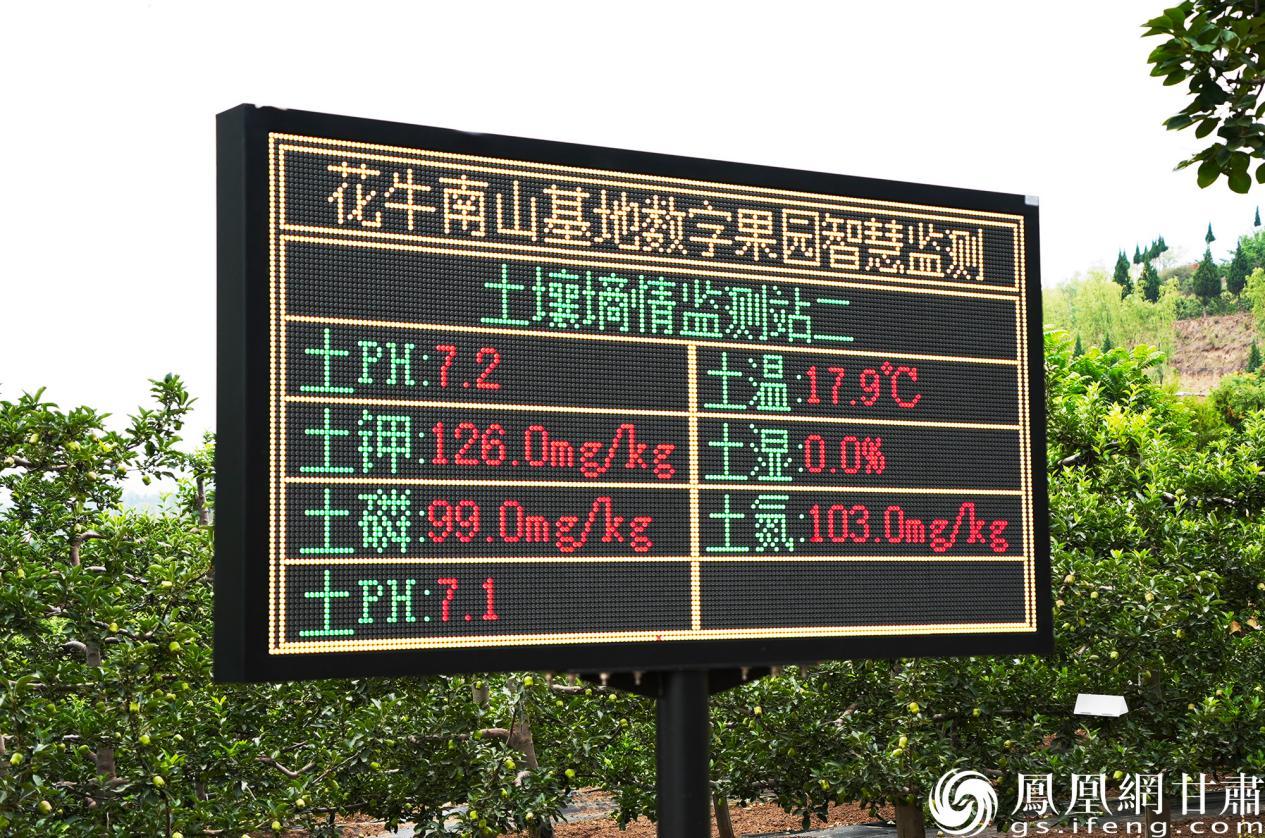 花牛南山基地数字果园智慧监测
土壤墒情监测站二
土PH:7.2
土温:17.9℃
土钾:126.0mg/kg
土湿:0.0%
土磷:99.0mg/kg
土氮:103.0mg/kg
土PH:7.1
鳳凰網甘肅
gs.ifeng.com